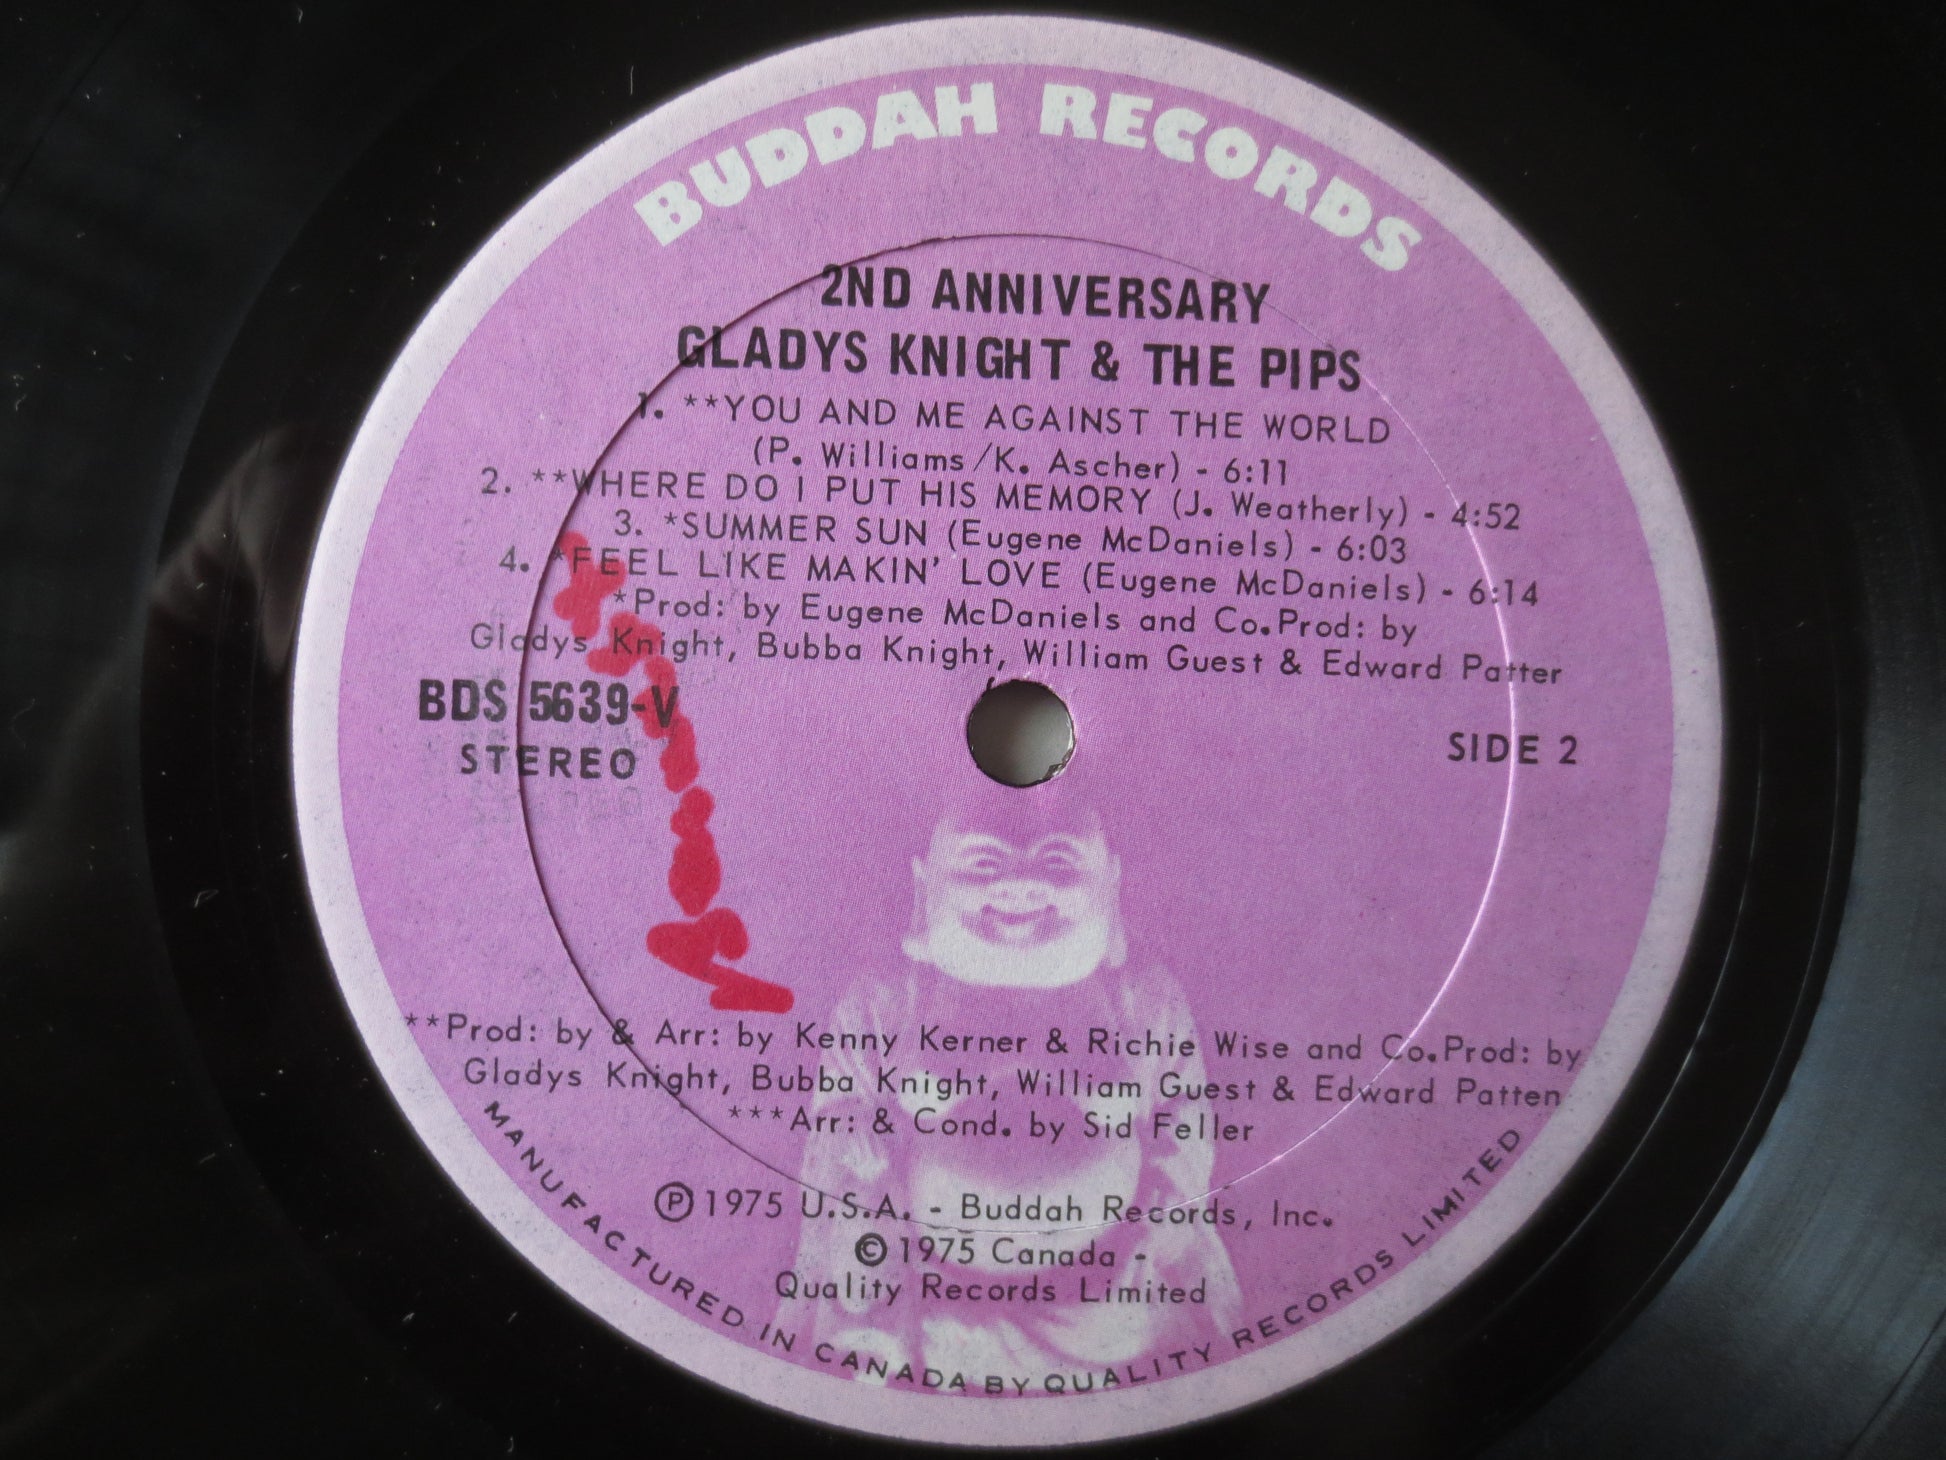 BUDDAH RECORDS
2ND ANNIVERSARY
GLADYS KNIGHT & THE PIPS
1. **YOU AND ME AGAINST THE WORLD
(P. Williams/K. Ascher) - 6:11
2. **WHERE DO I PUT HIS MEMORY (J. Weatherly) - 4:52
3. *SUMMER SUN (Eugene McDaniels) - 6:03
4. *FEEL LIKE MAKIN' LOVE (Eugene McDaniels) - 6:14
*Prod: by Eugene McDaniels and Co.Prod: by
Gladys Knight, Bubba Knight, William Guest & Edward Patter
BDS 5639-V
STEREO
SIDE 2
**Prod: by & Arr: by Kenny Kerner & Richie Wise and Co.Prod: by
Gladys Knight, Bubba Knight, William Guest & Edward Patten
***Arr: & Cond. by Sid Feller
Ⓟ 1975 U.S.A. - Buddah Records, Inc.
© 1975 Canada -
Quality Records Limited
MANUFACTURED IN CANADA BY QUALITY RECORDS LIMITED